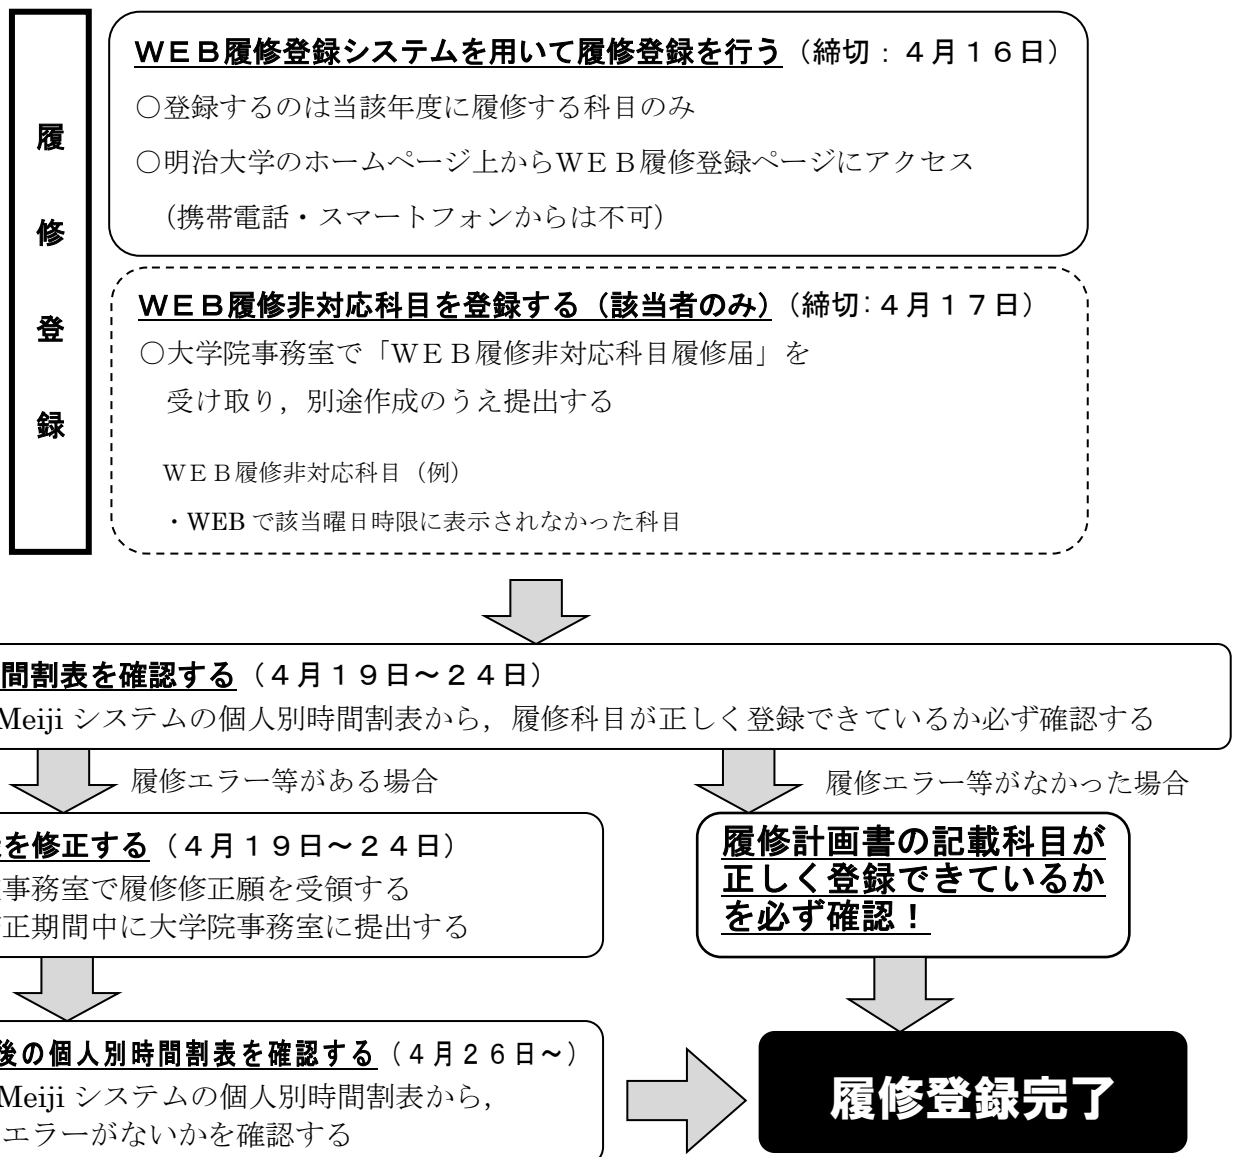 履修登録
ＷＥＢ履修登録システムを用いて履修登録を行う（締切：４月１６日）
○登録するのは当該年度に履修する科目のみ
○明治大学のホームページ上からＷＥＢ履修登録ページにアクセス
（携帯電話・スマートフォンからは不可）
ＷＥＢ履修非対応科目を登録する（該当者のみ）（締切：４月１７日）
○大学院事務室で「ＷＥＢ履修非対応科目履修届」を
受け取り，別途作成のうえ提出する
ＷＥＢ履修非対応科目（例）
・WEB で該当曜日時限に表示されなかった科目
間割表を確認する（４月１９日～２４日）
Meiji システムの個人別時間割表から，履修科目が正しく登録できているか必ず確認する
履修エラー等がある場合
履修エラー等がなかった場合
を修正する（４月１９日～２４日）
事務室で履修修正願を受領する
正期間中に大学院事務室に提出する
履修計画書の記載科目が
正しく登録できているか
を必ず確認！
後の個人別時間割表を確認する（４月２６日～）
Meiji システムの個人別時間割表から，
エラーがないかを確認する
履修登録完了